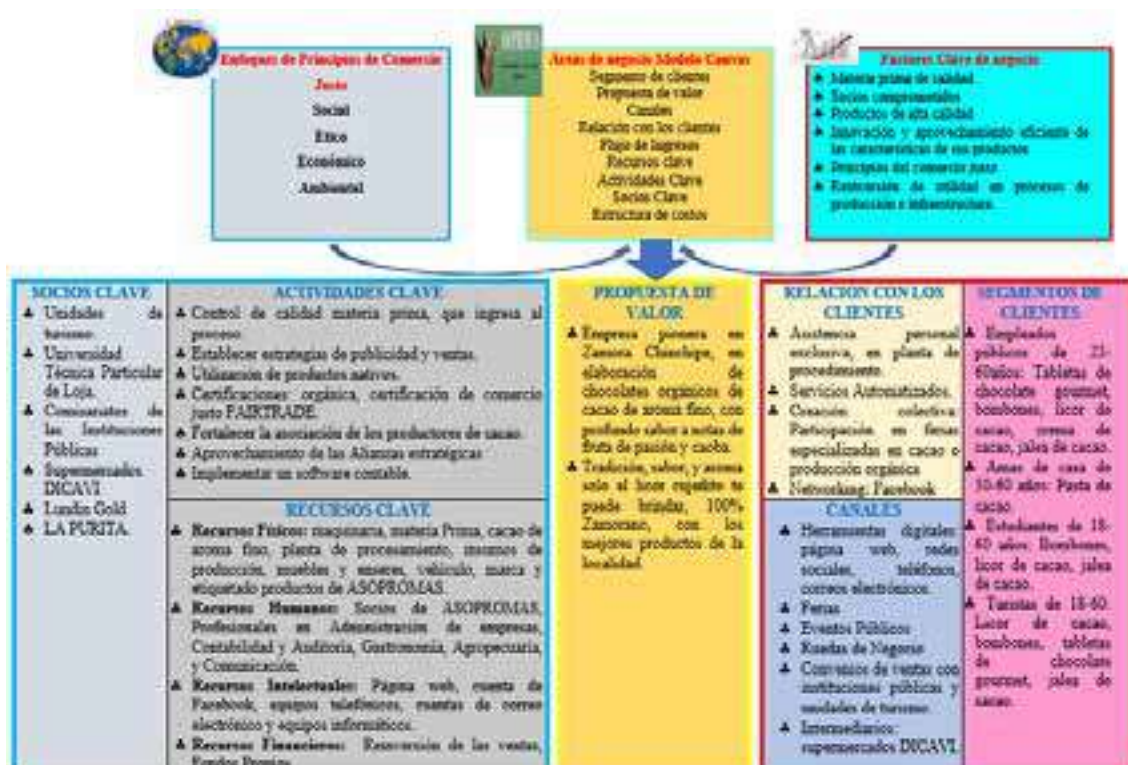 Enfoques de Principios de Comercio
Justo
Social
Etico
Económico
Ambiental
Areas de negocio Modelo Canvas
Segmento de clientes
Propuesta de valor
Canales
Relación con los clientes
Flujo de Ingresos
Recursos clave
Actividades Clave
Socios Clave
Estructura de costos
Factores Clave de negocio
Materia prima de calidad
Socios comprometidos
Productos de alta calidad
Innovación y aprovechamiento eficiente de
las características de sus productos
Principios del comercio justo
Reinversión de utilidad en procesos de
producción e infraestructura.
SOCIOS CLAVE
Unidades de
turismo
Universidad
Técnica Particular
de Loja.
Comisariatos de
las Instituciones
Públicas
Supermercados
DICAVI
Lundin Gold
LA PURITA.
ACTIVIDADES CLAVE
Control de calidad materia prima, que ingresa al
proceso.
Establecer estrategias de publicidad y ventas.
Utilización de productos nativos.
Certificaciones orgánica, certificación de comercio
justo FAIRTRADE.
Fortalecer la asociación de los productores de cacao.
Aprovechamiento de las Alianzas estratégicas
Implementar un software contable.
RECURSOS CLAVE
Recursos Físicos: maquinaria, materia Prima, cacao de
aroma fino, planta de procesamiento, insumos de
producción, muebles y enseres, vehículo, marca y
etiquetado productos de ASOPROMAS.
Recursos Humanos: Socios de ASOPROMAS,
Profesionales en Administración de empresas,
Contabilidad y Auditoria, Gastronomía, Agropecuaria,
y Comunicación.
Recursos Intelectuales: Página web, cuenta de
Facebook, equipos telefónicos, cuentas de correo
electrónico y equipos informáticos.
Recursos Financieros: Reinversión de las ventas,
Fondos Propios
PROPUESTA DE
VALOR
Empresa pionera en
Zamora Chinchipe, en
elaboración de
chocolates orgánicos de
cacao de aroma fino, con
profundo sabor a notas de
fruta de pasión y caoba.
Tradición, sabor, y aroma
solo el licor
puede brindar, 100%
Zamorano, con los
mejores productos de la
localidad.
RELACION CON LOS
CLIENTES
Asistencia personal
exclusiva, en planta de
procedimiento.
Servicios Automatizados.
Creación colectiva:
Participación en ferias
especializadas en cacao o
producción orgánica
Networking: Facebook
CANALES
Herramientas digitales:
página web, redes
sociales, teléfonos,
correos electrónicos.
Ferias
Eventos Públicos
Ruedas de Negocio
Convenios de ventas con
instituciones públicas y
unidades de turismo.
Intermediarios:
supermercados DICAVI.
SEGMENTOS DE
CLIENTES
Empleados
públicos de 23-
60años: Tabletas de
chocolate gourmet,
bombones, licor de
cacao, crema de
cacao, jalea de cacao.
Amas de casa de
30-60 años: Pasta de
cacao.
Estudiantes de 18-
60 años: Bombones,
licor de cacao, jalea
de cacao.
Turistas de 18-60:
Licor de cacao,
bombones, tabletas
de chocolate
gourmet, jalea de
cacao.